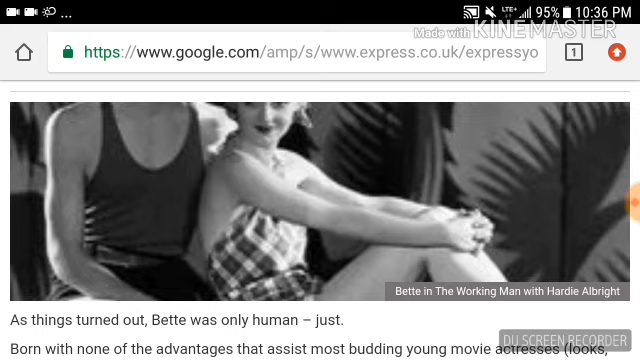 ... LTE+ 95% 10:36 PM
Made with KINEMASTER
https://www.google.com/amp/s/www.express.co.uk/expressyo 1
Bette in The Working Man with Hardie Albright
As things turned out, Bette was only human – just.
DU SCREEN RECORDER
Born with none of the advantages that assist most budding young movie actresses (looks,